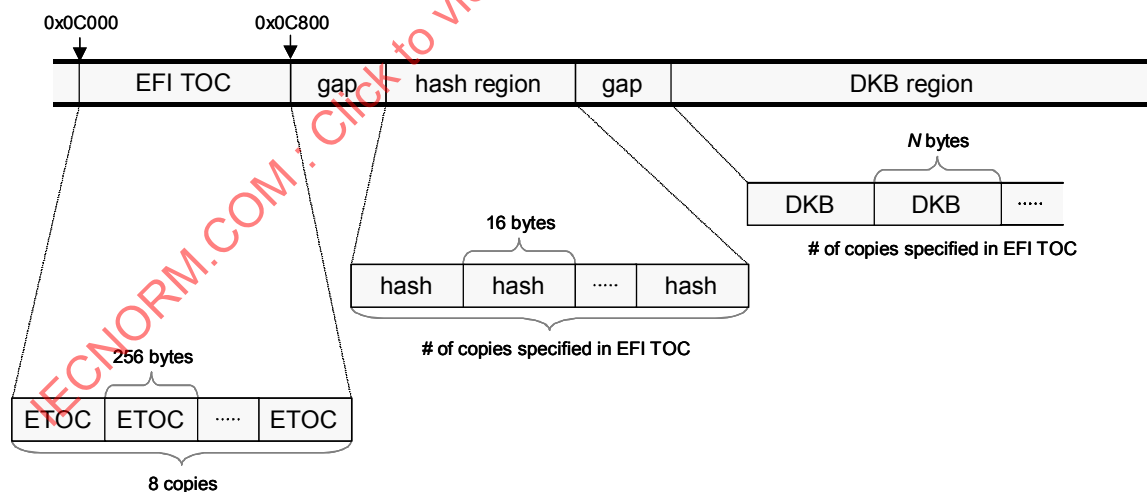 0x0C000
0x0C800
EFI TOC
gap
hash region
gap
DKB region
N bytes
DKB
DKB
.....
# of copies specified in EFI TOC
16 bytes
hash
hash
.....
hash
# of copies specified in EFI TOC
256 bytes
ETOC
ETOC
.....
ETOC
8 copies
IECNORM.COM : Click to vie